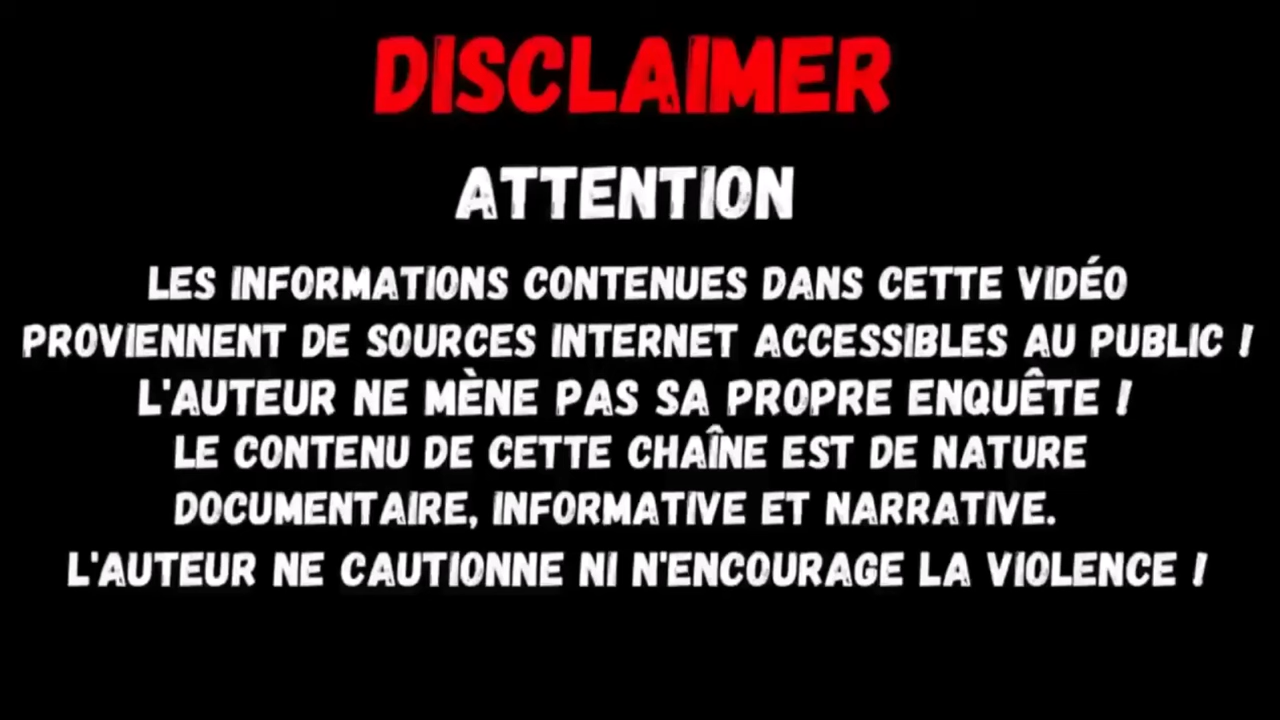 DISCLAIMER
ATTENTION
LES INFORMATIONS CONTENUES DANS CETTE VIDÉO
PROVIENNENT DE SOURCES INTERNET ACCESSIBLES AU PUBLIC !
L'AUTEUR NE MÈNE PAS SA PROPRE ENQUÊTE !
LE CONTENU DE CETTE CHAÎNE EST DE NATURE
DOCUMENTAIRE, INFORMATIVE ET NARRATIVE.
L'AUTEUR NE CAUTIONNE NI N'ENCOURAGE LA VIOLENCE !